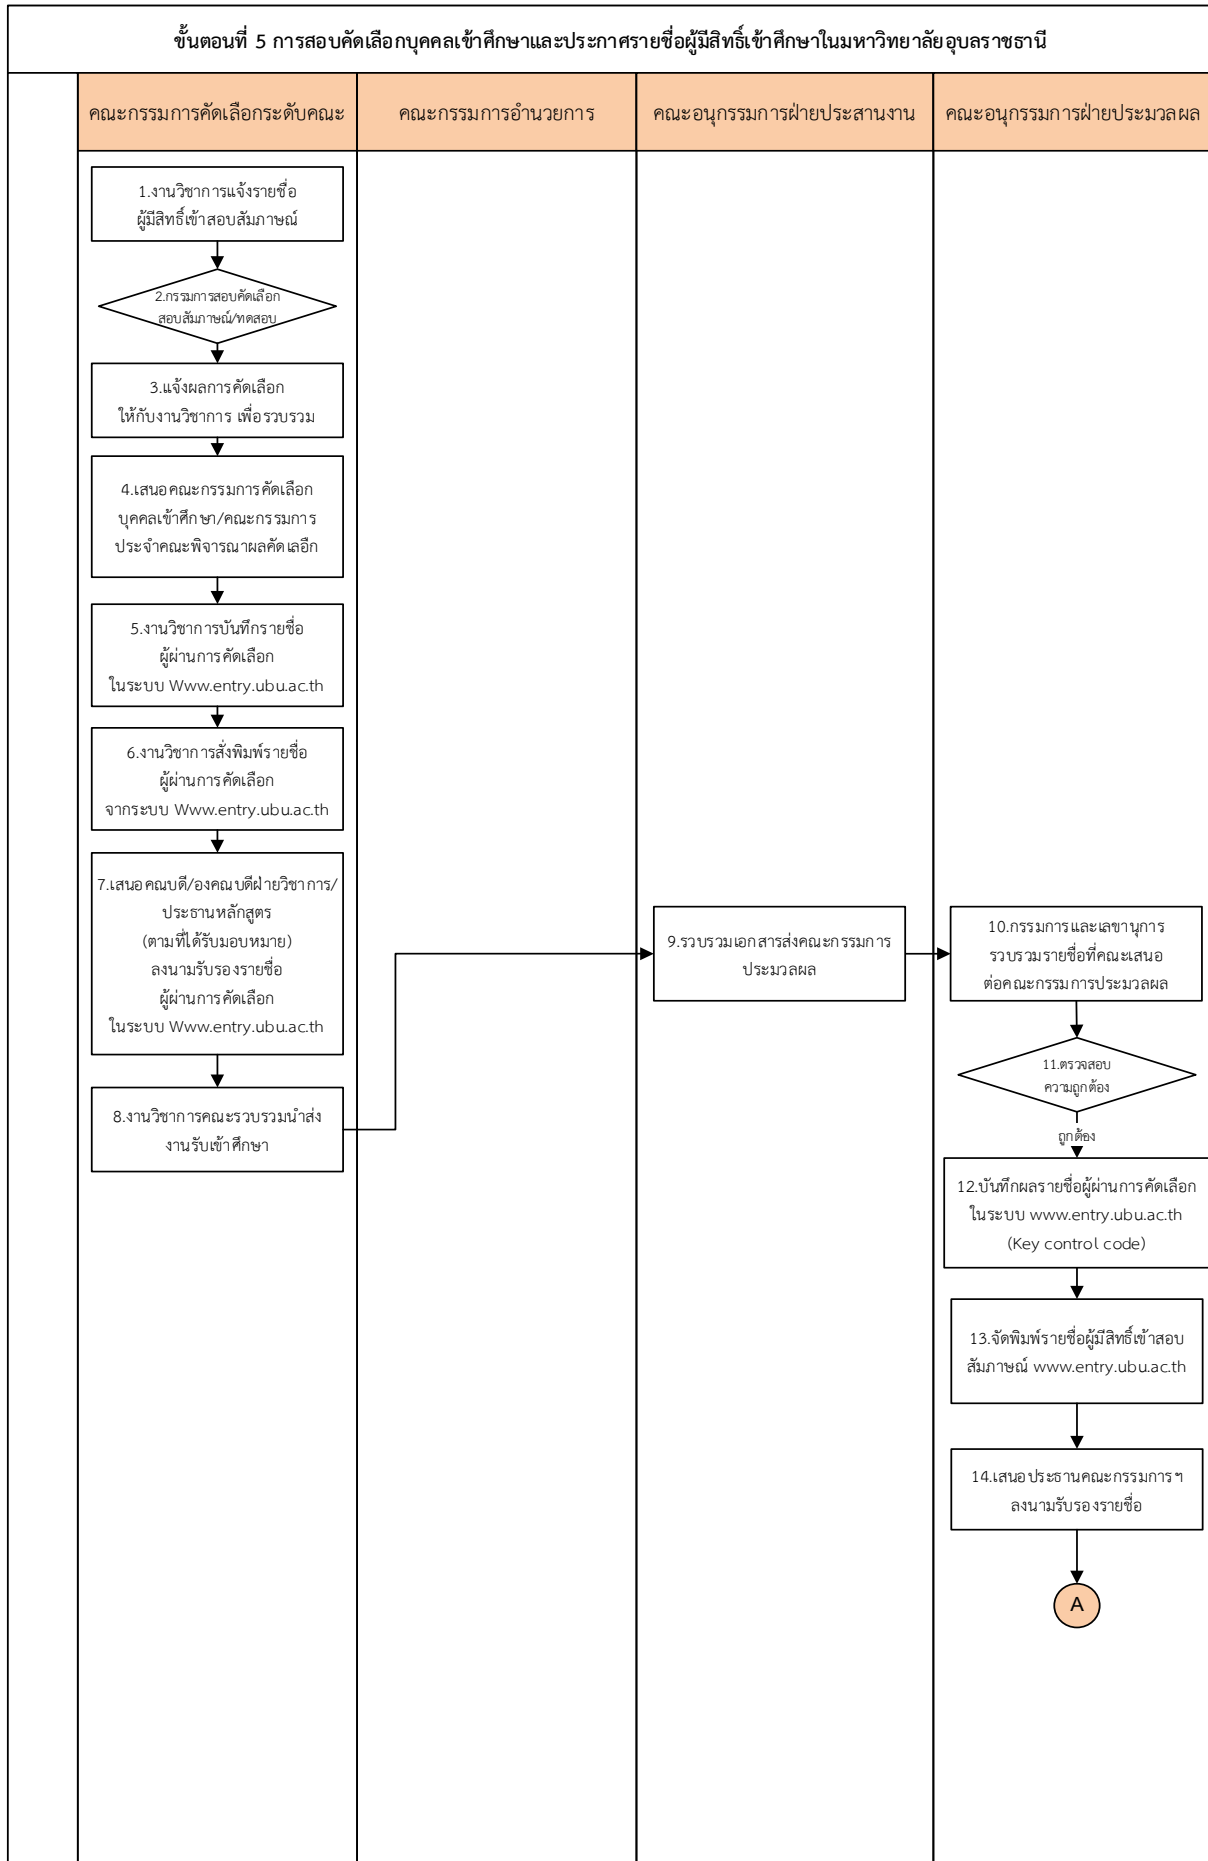 ขั้นตอนที่ 5 การสอบคัดเลือกบุคคลเข้าศึกษาและประกาศรายชื่อผู้มีสิทธิ์เข้าศึกษาในมหาวิทยาลัยอุบลราชธานี
คณะกรรมการคัดเลือกระดับคณะ
คณะกรรมการอำนวยการ
คณะอนุกรรมการฝ่ายประสานงาน
คณะอนุกรรมการฝ่ายประมวลผล
1.งานวิชาการแจ้งรายชื่อ
ผู้มีสิทธิ์เข้าสอบสัมภาษณ์
2.กรรมการสอบคัดเลือก
สอบสัมภาษณ์/ทดสอบ
3.แจ้งผลการคัดเลือก
ให้กับงานวิชาการ เพื่อรวบรวม
4.เสนอคณะกรรมการคัดเลือก
บุคคลเข้าศึกษา/คณะกรรมการ
ประจำคณะพิจารณาผลคัดเลือืก
5.งานวิชาการบันทึกรายชื่อ
ผู้ผ่านการคัดเลือก
ในระบบ Www.entry.ubu.ac.th
6.งานวิชาการสั่งพิมพ์รายชื่อ
ผู้ผ่านการคัดเลือก
จากระบบ Www.entry.ubu.ac.th
7.เสนอคณบดี/องคณบดีฝ่ายวิชาการ/
ประธานหลักสูตร
(ตามที่ได้รับมอบหมาย)
ลงนามรับรองรายชื่อ
ผู้ผ่านการคัดเลือก
ในระบบ Www.entry.ubu.ac.th
8.งานวิชาการคณะรวบรวมนำส่ง
งานรับเข้าศึกษา
9.รวบรวมเอกสารส่งคณะกรรมการ
ประมวลผล
10.กรรมการและเลขานุการ
รวบรวมรายชื่อที่คณะเสนอ
ต่อคณะกรรมการประมวลผล
11.ตรวจสอบ
ความถูกต้อง
ถูกต้อง
12.บันทึกผลรายชื่อผู้ผ่านการคัดเลือก
ในระบบ www.entry.ubu.ac.th
(Key control code)
13.จัดพิมพ์รายชื่อผู้มีสิทธิ์เข้าสอบ
สัมภาษณ์ www.entry.ubu.ac.th
14.เสนอประธานคณะกรรมการฯ
ลงนามรับรองรายชื่อ
A